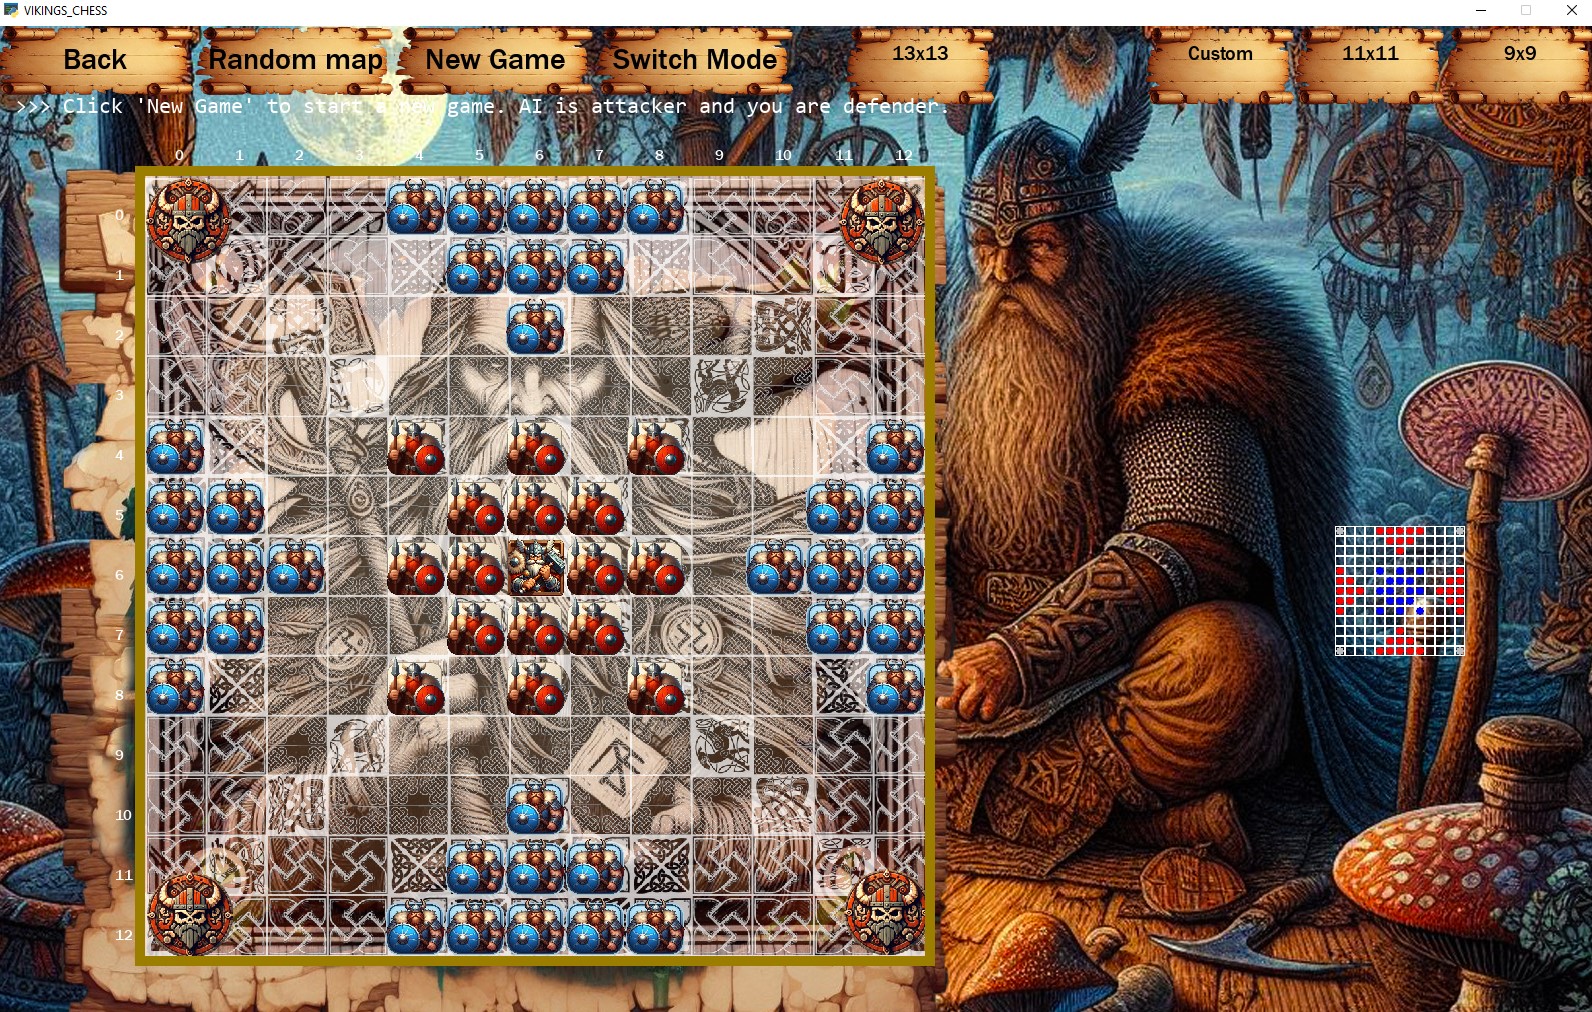 VIKINGS_CHESS
Back
Random map
New Game
Switch Mode
13x13
Custom
11x11
9x9
>>> Click 'New Game' to start a new game. AI is attacker and you are defender.
0 1 2 3 4 5 6 7 8 9 10 11 12
0
1
2
3
4
5
6
7
8
9
10
11
12